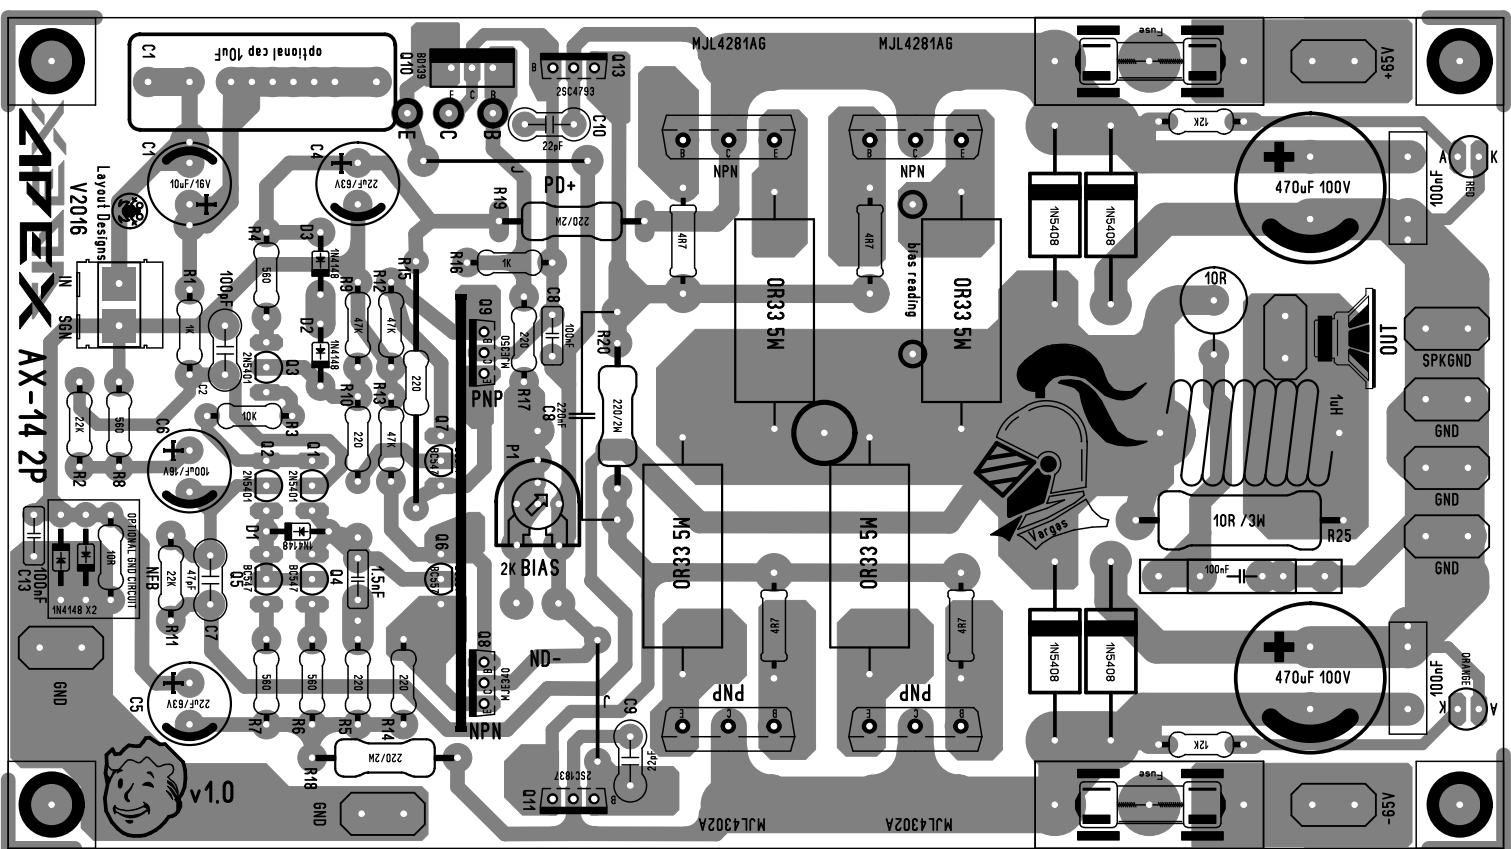 C1
optional cap 10uF
Q10
BD139
E
C
B
E
C
B
B
Q13
2SC4793
C10
22pF
MJL4281AG
MJL4281AG
Fuse
+65V
12K
C1
10uF/16V
C4
22uF/63V
J
PD+
B
C
E
NPN
B
C
E
NPN
470uF 100V
100nF
A
K
RED
APEX
AX-14 2P
Layout Designs
V2016
IN
SGN
R1
1K
100pF
C2
R4
560
D3
1N4148
D2
1N4148
R9
47K
R12
47K
R15
220
R16
1K
R19
220/2W
Q9
MJE350
B
C
E
PNP
220
R17
C8
100nF
R20
220/2W
C8
220nF
4R7
4R7
0R33 5W
0R33 5W
bias reading
1N5408
1N5408
10R
OUT
SPKGND
1uH
GND
GND
GND
22K
R2
560
R8
C6
100uF/16V
Q3
2N5401
10K
R3
R10
220
R13
47K
Q7
BC547
Q2
2N5401
Q1
2N5401
P1
2K BIAS
Vargas
10R /3W
R25
100nF
C13
100nF
10R
1N4148 X2
OPTIONAL GND CIRCUIT
NFB
22K
R11
47pF
C7
D1
1N4148
Q5
BC547
BC547
Q4
1.5nF
Q6
BC557
0R33 5W
0R33 5W
4R7
4R7
GND
C5
22uF/63V
560
R7
560
R6
220
R5
220
R14
Q8
MJE340
B
C
E
NPN
ND-
J
C9
22pF
PNP
E
C
B
PNP
E
C
B
1N5408
1N5408
470uF 100V
100nF
ORANGE
K
A
12K
v1.0
R18
220/2W
GND
2SC1837
Q11
B
MJL4302A
MJL4302A
Fuse
-65V